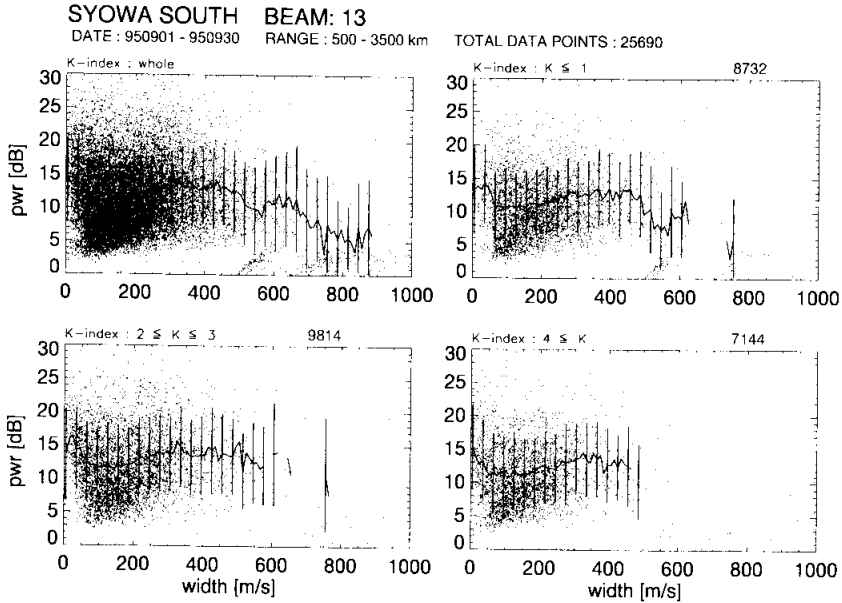 SYOWA SOUTH BEAM: 13
DATE : 950901 - 950930 RANGE : 500 - 3500 km TOTAL DATA POINTS : 25690
K-index : whole
K-index : K ≦ 1 8732
pwr [dB]
30
25
20
15
10
5
0
0 200 400 600 800 1000
30
25
20
15
10
5
0
0 200 400 600 800 1000
K-index : 2 ≦ K ≦ 3 9814
K-index : 4 ≦ K 7144
pwr [dB]
30
25
20
15
10
5
0
0 200 400 600 800 1000
width [m/s]
30
25
20
15
10
5
0
0 200 400 600 800 1000
width [m/s]